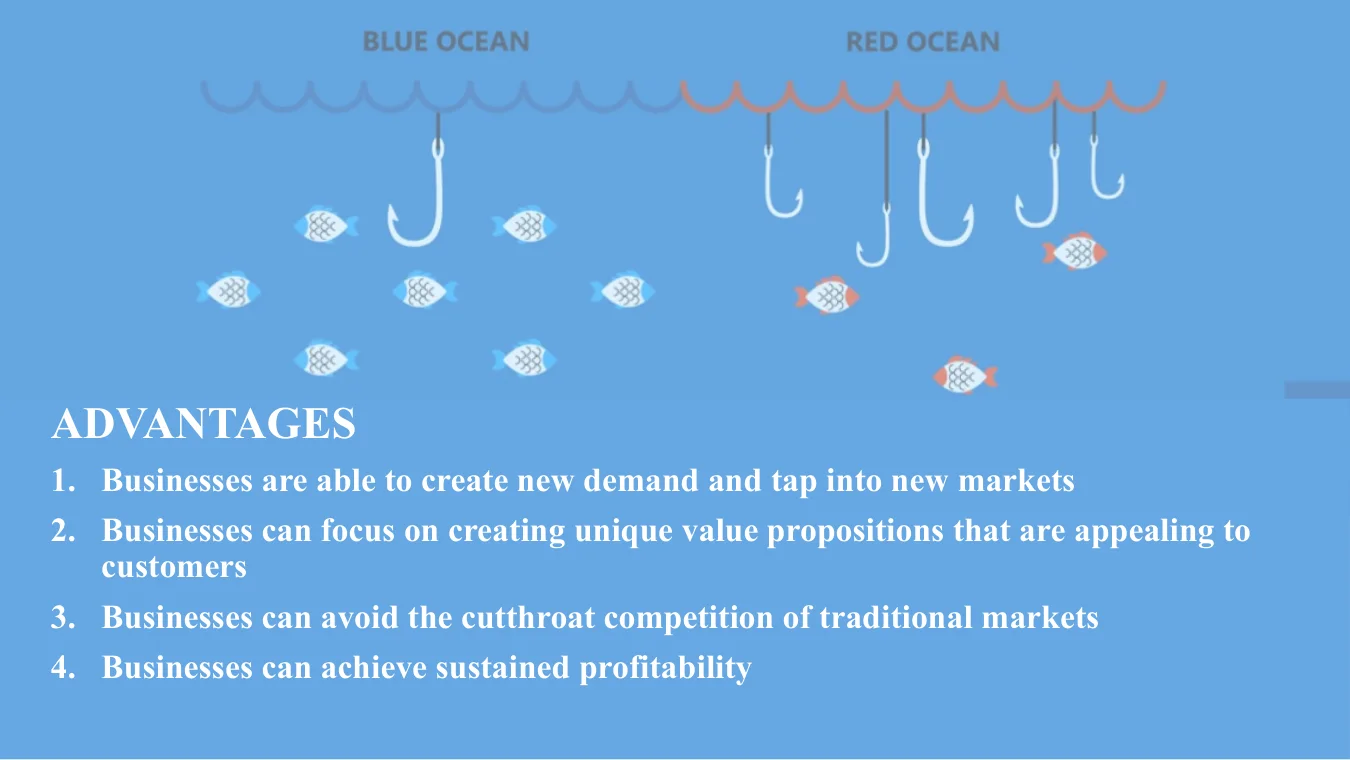 BLUE OCEAN
RED OCEAN
ADVANTAGES
1. Businesses are able to create new demand and tap into new markets
2. Businesses can focus on creating unique value propositions that are appealing to
customers
3. Businesses can avoid the cutthroat competition of traditional markets
4. Businesses can achieve sustained profitability